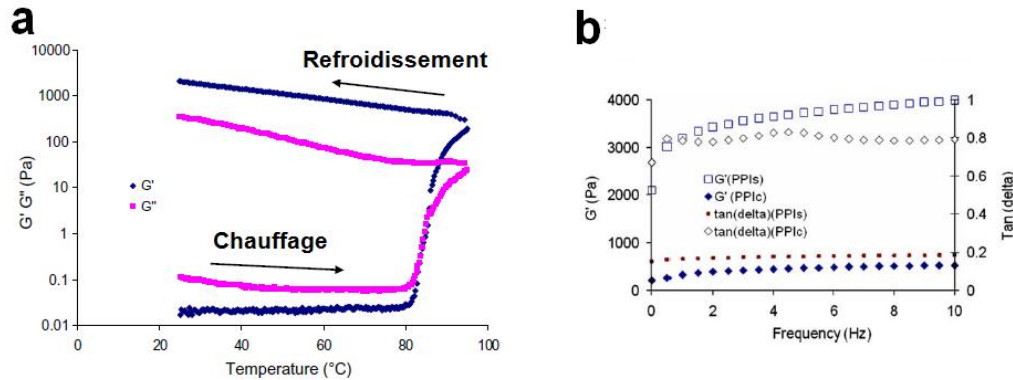 a
10000
1000
100
10
1
0.1
0.01
G' G" (Pa)
Refroidissement
G'
G"
Chauffage
0 20 40 60 80 100
Temperature (°C)
b
4000
3000
2000
1000
0
G' (Pa)
G'(PPIs)
G'(PPIc)
tan(delta)(PPIs)
tan(delta)(PPIc)
1
0.8
0.6
0.4
0.2
0
Tan (delta)
0 2 4 6 8 10
Frequency (Hz)